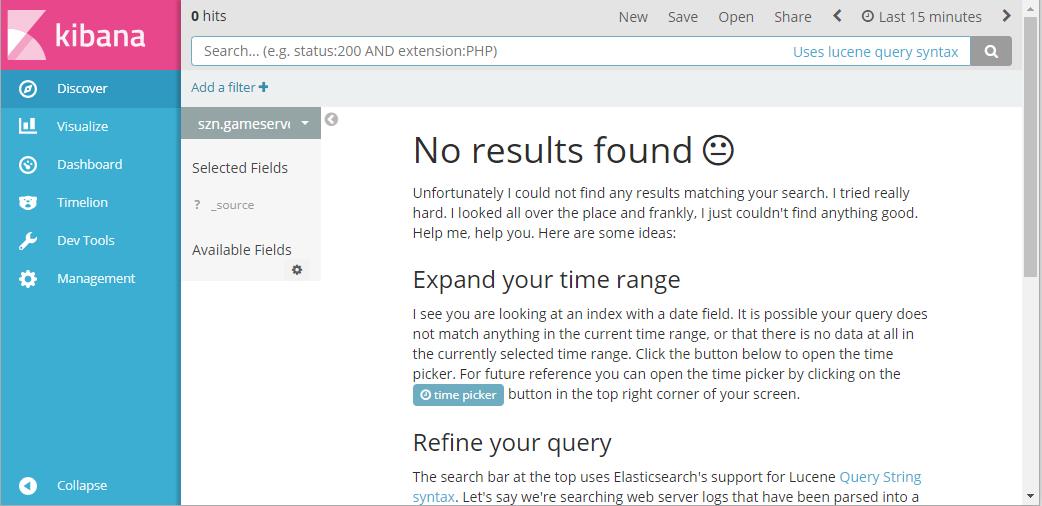 kibana
0 hits
New Save Open Share Last 15 minutes
Search... (e.g. status:200 AND extension:PHP) Uses lucene query syntax
Add a filter +
Discover
Visualize
Dashboard
Timelion
Dev Tools
Management
Collapse
szn.gameserve
Selected Fields
? _source
Available Fields
No results found
Unfortunately I could not find any results matching your search. I tried really
hard. I looked all over the place and frankly, I just couldn't find anything good.
Help me, help you. Here are some ideas:
Expand your time range
I see you are looking at an index with a date field. It is possible your query does
not match anything in the current time range, or that there is no data at all in
the currently selected time range. Click the button below to open the time
picker. For future reference you can open the time picker by clicking on the
time picker button in the top right corner of your screen.
Refine your query
The search bar at the top uses Elasticsearch's support for Lucene Query String
syntax. Let's say we're searching web server logs that have been parsed into a